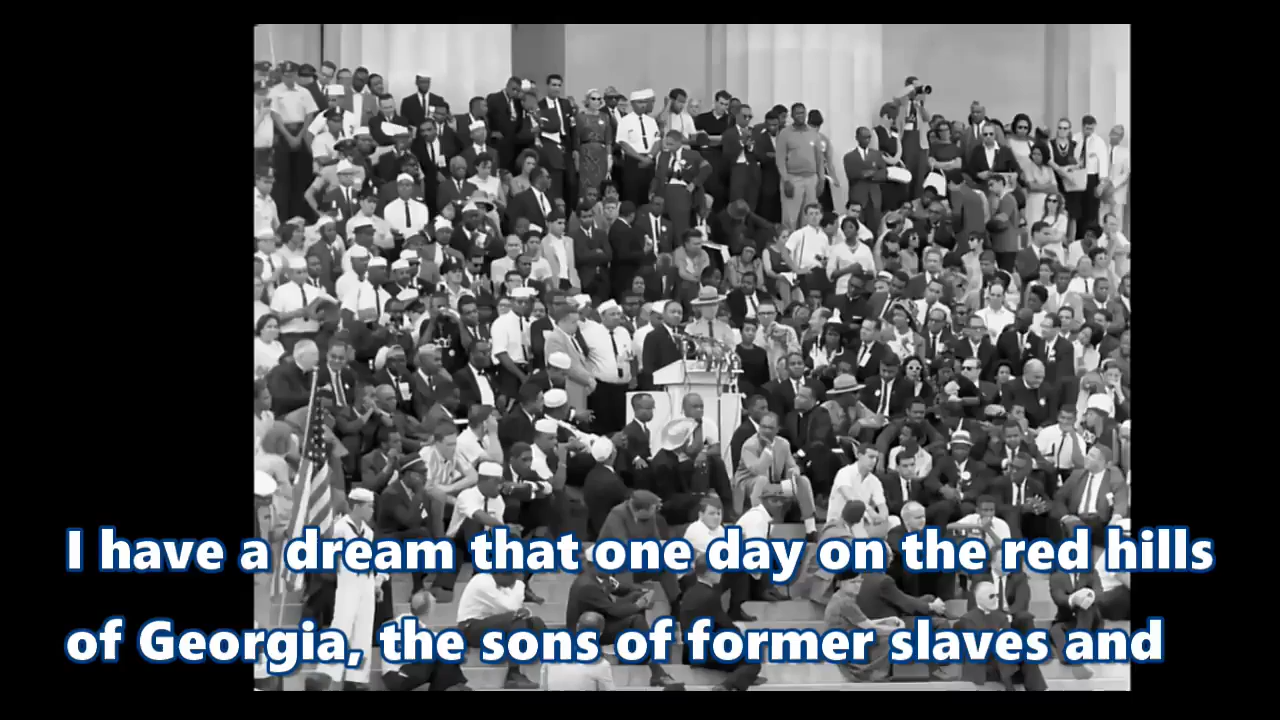 I have a dream that one day on the red hills
of Georgia, the sons of former slaves and